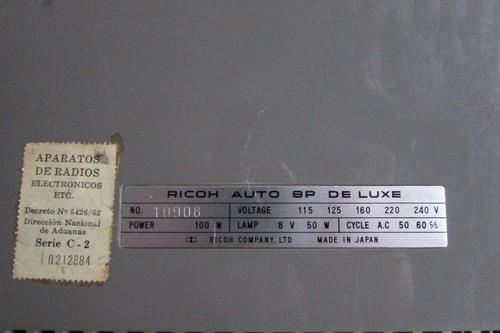 APARATOS
DE RADIOS
ELECTRONICOS
ETC.
Decreto Nº 5426/62
Dirección Nacional
de Aduanas
Serie C - 2
0212884
RICOH AUTO 8P DE LUXE
NO. 10908 VOLTAGE 115 125 160 220 240 V
POWER 100 W LAMP 8 V 50 W CYCLE A.C 50 60 c/s
RICOH COMPANY, LTD MADE IN JAPAN